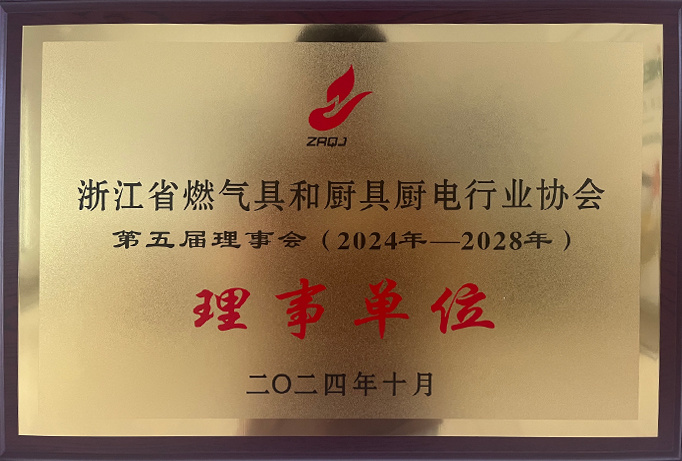 ZRQJ
浙江省燃气具和厨具厨电行业协会
第五届理事会（2024年—2028年）
理事单位
二〇二四年十月